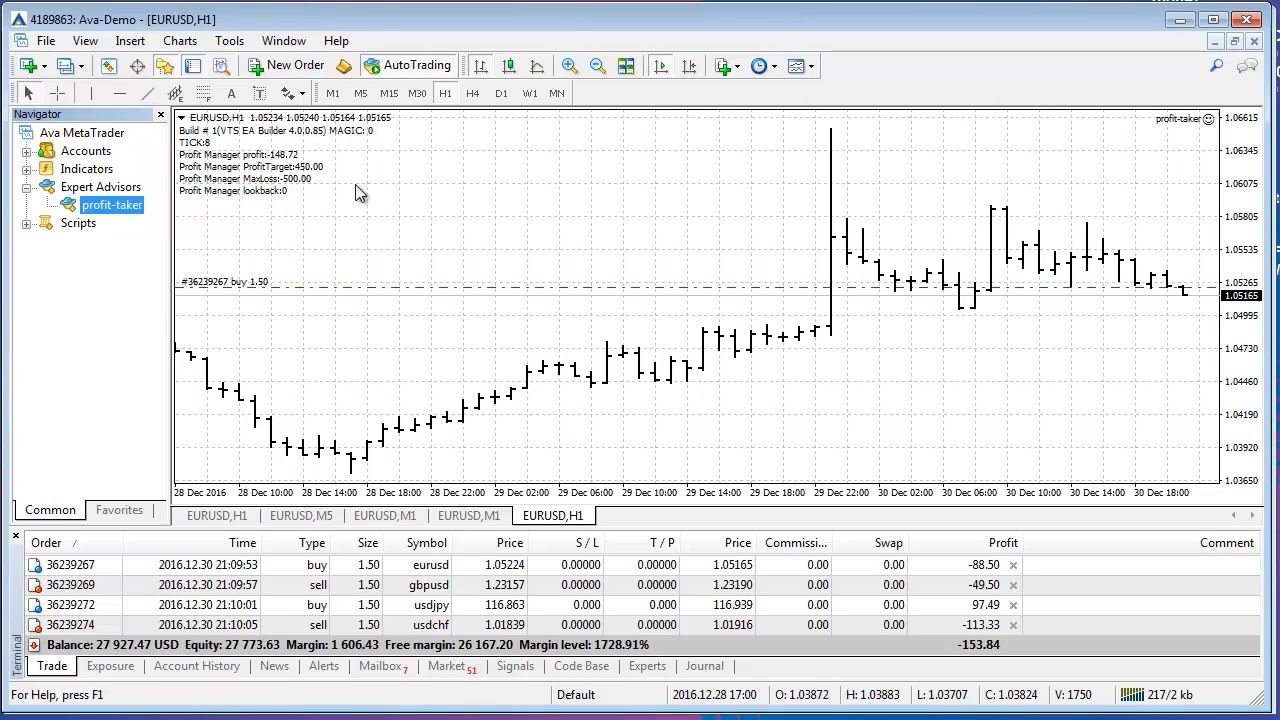 4189863: Ava-Demo - [EURUSD,H1]
File View Insert Charts Tools Window Help
New Order AutoTrading
A T M1 M5 M15 M30 H1 H4 D1 W1 MN
Navigator
Ava MetaTrader
Accounts
Indicators
Expert Advisors
profit-taker
Scripts
Common Favorites
EURUSD,H1 1.05234 1.05240 1.05164 1.05165
profit-taker
Build # 1(VTS EA Builder 4.0.0.85) MAGIC: 0
TICK:8
Profit Manager profit:-148.72
Profit Manager ProfitTarget:450.00
Profit Manager MaxLoss:-500.00
Profit Manager lookback:0
#36239267 buy 1.50
1.06615
1.06345
1.06075
1.05805
1.05535
1.05265
1.05165
1.04995
1.04730
1.04460
1.04190
1.03920
1.03650
28 Dec 2016 28 Dec 10:00 28 Dec 14:00 28 Dec 18:00 28 Dec 22:00 29 Dec 02:00 29 Dec 06:00 29 Dec 10:00 29 Dec 14:00 29 Dec 18:00 29 Dec 22:00 30 Dec 02:00 30 Dec 06:00 30 Dec 10:00 30 Dec 14:00 30 Dec 18:00
EURUSD,H1 EURUSD,M5 EURUSD,M1 EURUSD,M1 EURUSD,H1
Order / Time Type Size Symbol Price S / L T / P Price Commissi... Swap Profit Comment
36239267 2016.12.30 21:09:53 buy 1.50 eurusd 1.05224 0.00000 0.00000 1.05165 0.00 0.00 -88.50
36239269 2016.12.30 21:09:57 sell 1.50 gbpusd 1.23157 0.00000 0.00000 1.23190 0.00 0.00 -49.50
36239272 2016.12.30 21:10:01 buy 1.50 usdjpy 116.863 0.000 0.000 116.939 0.00 0.00 97.49
36239274 2016.12.30 21:10:05 sell 1.50 usdchf 1.01839 0.00000 0.00000 1.01916 0.00 0.00 -113.33
Balance: 27 927.47 USD Equity: 27 773.63 Margin: 1 606.43 Free margin: 26 167.20 Margin level: 1728.91% -153.84
Terminal
Trade Exposure Account History News Alerts Mailbox 7 Market 51 Signals Code Base Experts Journal
For Help, press F1 Default 2016.12.28 17:00 O: 1.03872 H: 1.03883 L: 1.03707 C: 1.03824 V: 1750 217/2 kb